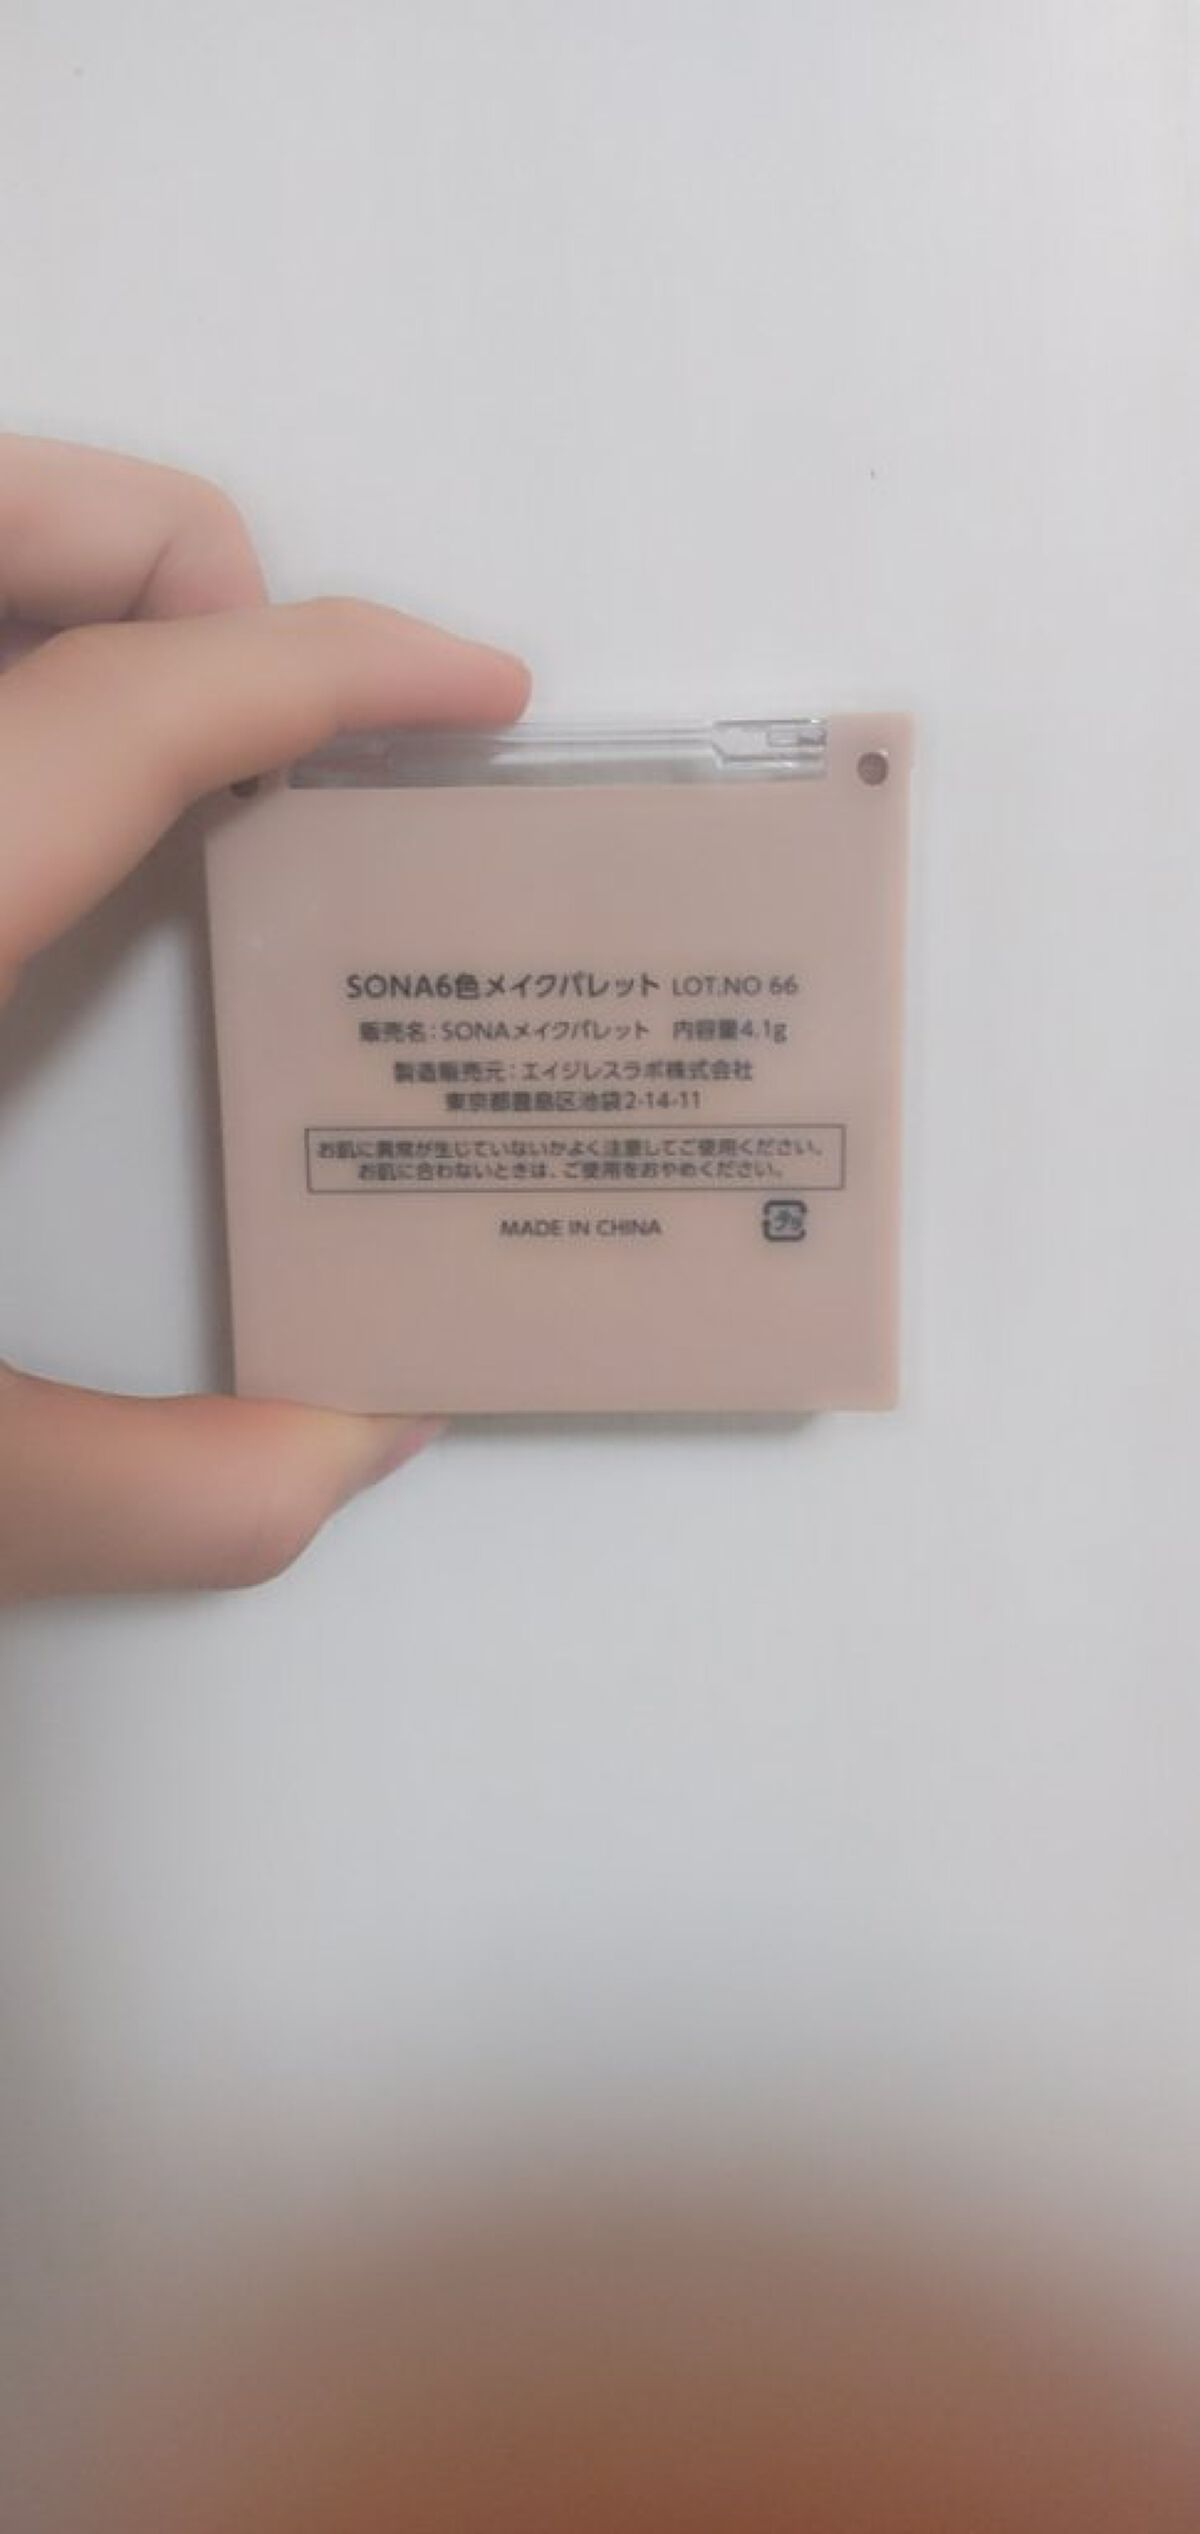 SONA6色メイクパレット LOT.NO 66
販売名:SONAメイクパレット 内容量4.1g
製造販売元:エイジレスラボ株式会社
東京都豊島区池袋2-14-11
お肌に異常が生じていないかよく注意してご使用ください。
お肌に合わないときは、ご使用をおやめください。
MADE IN CHINA プラ